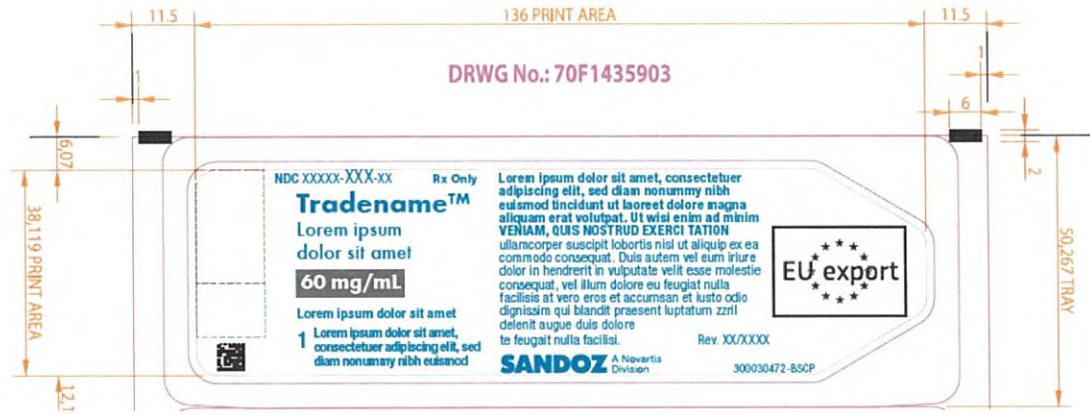 11.5
136 PRINT AREA
11.5
DRWG No.: 70F1435903
1
1
6
6,07
2
38,119 PRINT AREA
50,267 TRAY
12,1
NDC XXXXX-XXX-XX Rx Only
Tradename™
Lorem ipsum
dolor sit amet
60 mg/mL
Lorem ipsum dolor sit amet
1 Lorem ipsum dolor sit amet,
consectetuer adipiscing elit, sed
diam nonummy nibh euismod
Lorem ipsum dolor sit amet, consectetuer
adipiscing elit, sed diam nonummy nibh
euismod tincidunt ut laoreet dolore magna
aliquam erat volutpat. Ut wisi enim ad minim
VENIAM, QUIS NOSTRUD EXERCI TATION
ullamcorper suscipit lobortis nisl ut aliquip ex ea
commodo consequat. Duis autem vel eum iriure
dolor in hendrerit in vulputate velit esse molestie
consequat, vel illum dolore eu feugiat nulla
facilisis at vero eros et accumsan et iusto odio
dignissim qui blandit praesent luptatum zzril
delenit augue duis dolore
te feugait nulla facilisi. Rev. XX/XXXX
SANDOZ A Novartis
Division
300030472-BSCP
EU export